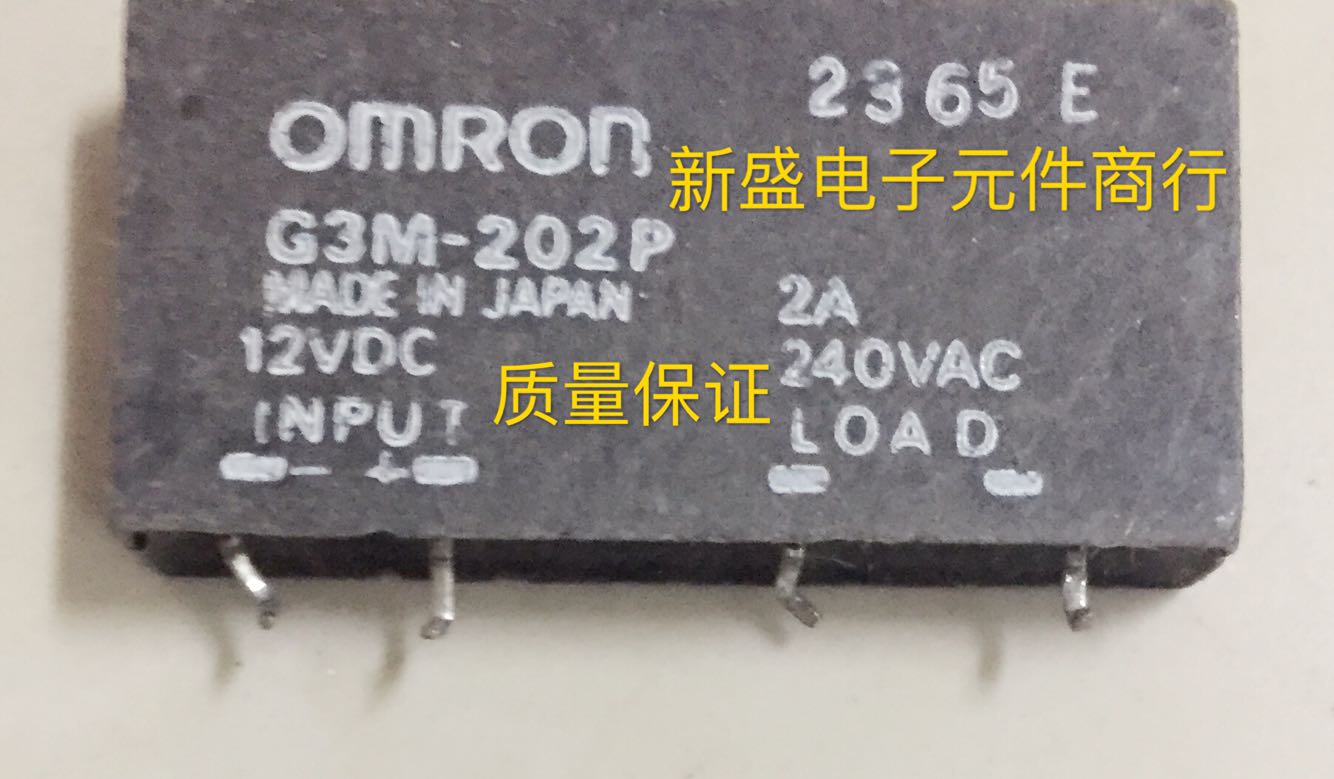 2365 E
OMRON
新盛电子元件商行
G3M-202P
MADE IN JAPAN
2A
12VDC
240VAC
质量保证
INPUT
LOAD
- +